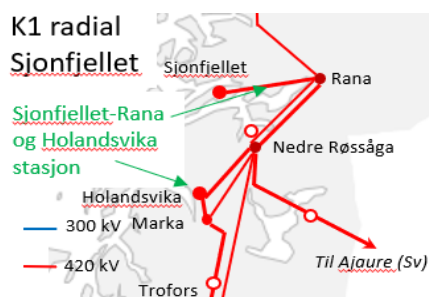 K1 radial
Sjonfjellet
Sjonfjellet
Rana
Sjonfjellet-Rana
og Holandsvika
stasjon
Nedre Røssåga
Holandsvika
Marka
300 kV
420 kV
Til Ajaure (Sv)
Trofors